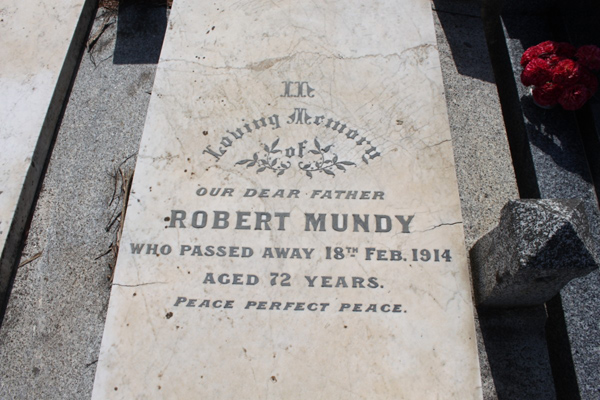 In
Loving Memory
of
OUR DEAR FATHER
ROBERT MUNDY
WHO PASSED AWAY 18TH FEB. 1914
AGED 72 YEARS.
PEACE PERFECT PEACE.